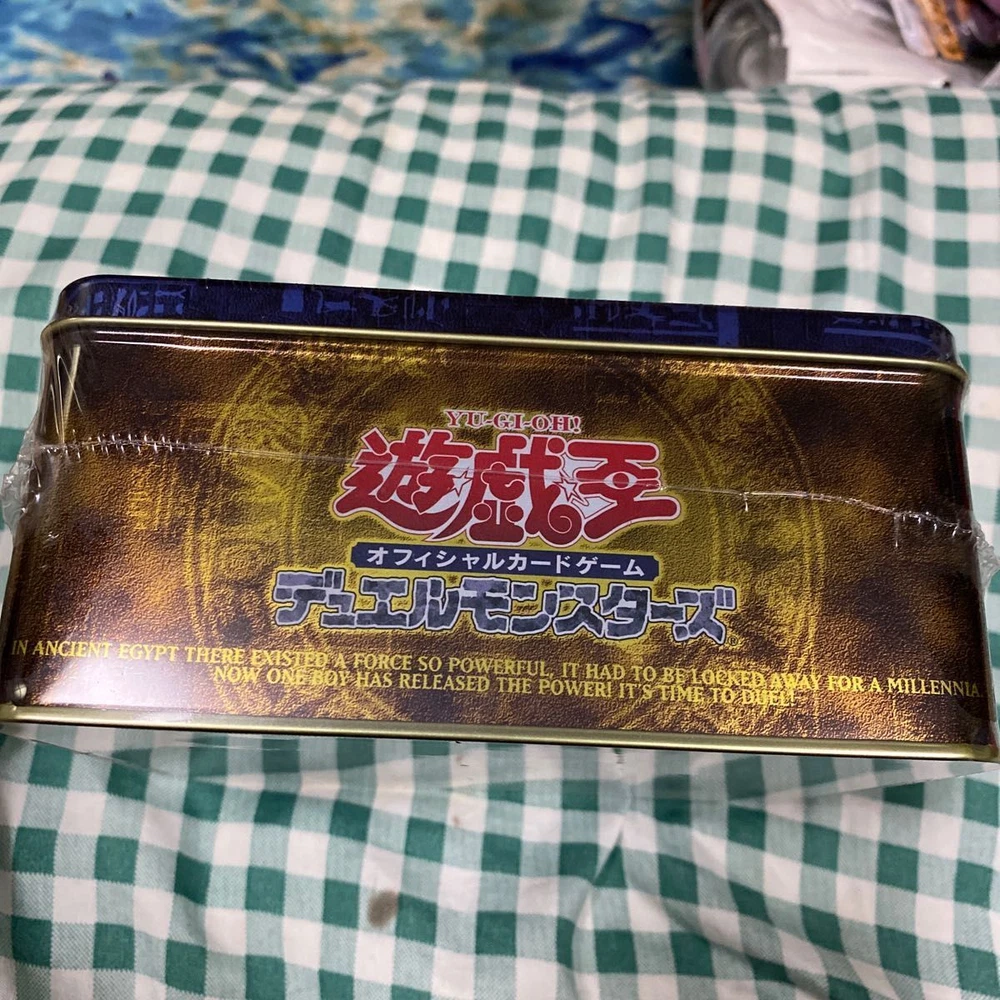 YU-GI-OH!
遊☆戯☆王
オフィシャルカードゲーム
デュエルモンスターズ
IN ANCIENT EGYPT THERE EXISTED A FORCE SO POWERFUL, IT HAD TO BE LOCKED AWAY FOR A MILLENNIA.
NOW ONE BOY HAS RELEASED THE POWER! IT'S TIME TO DUEL!